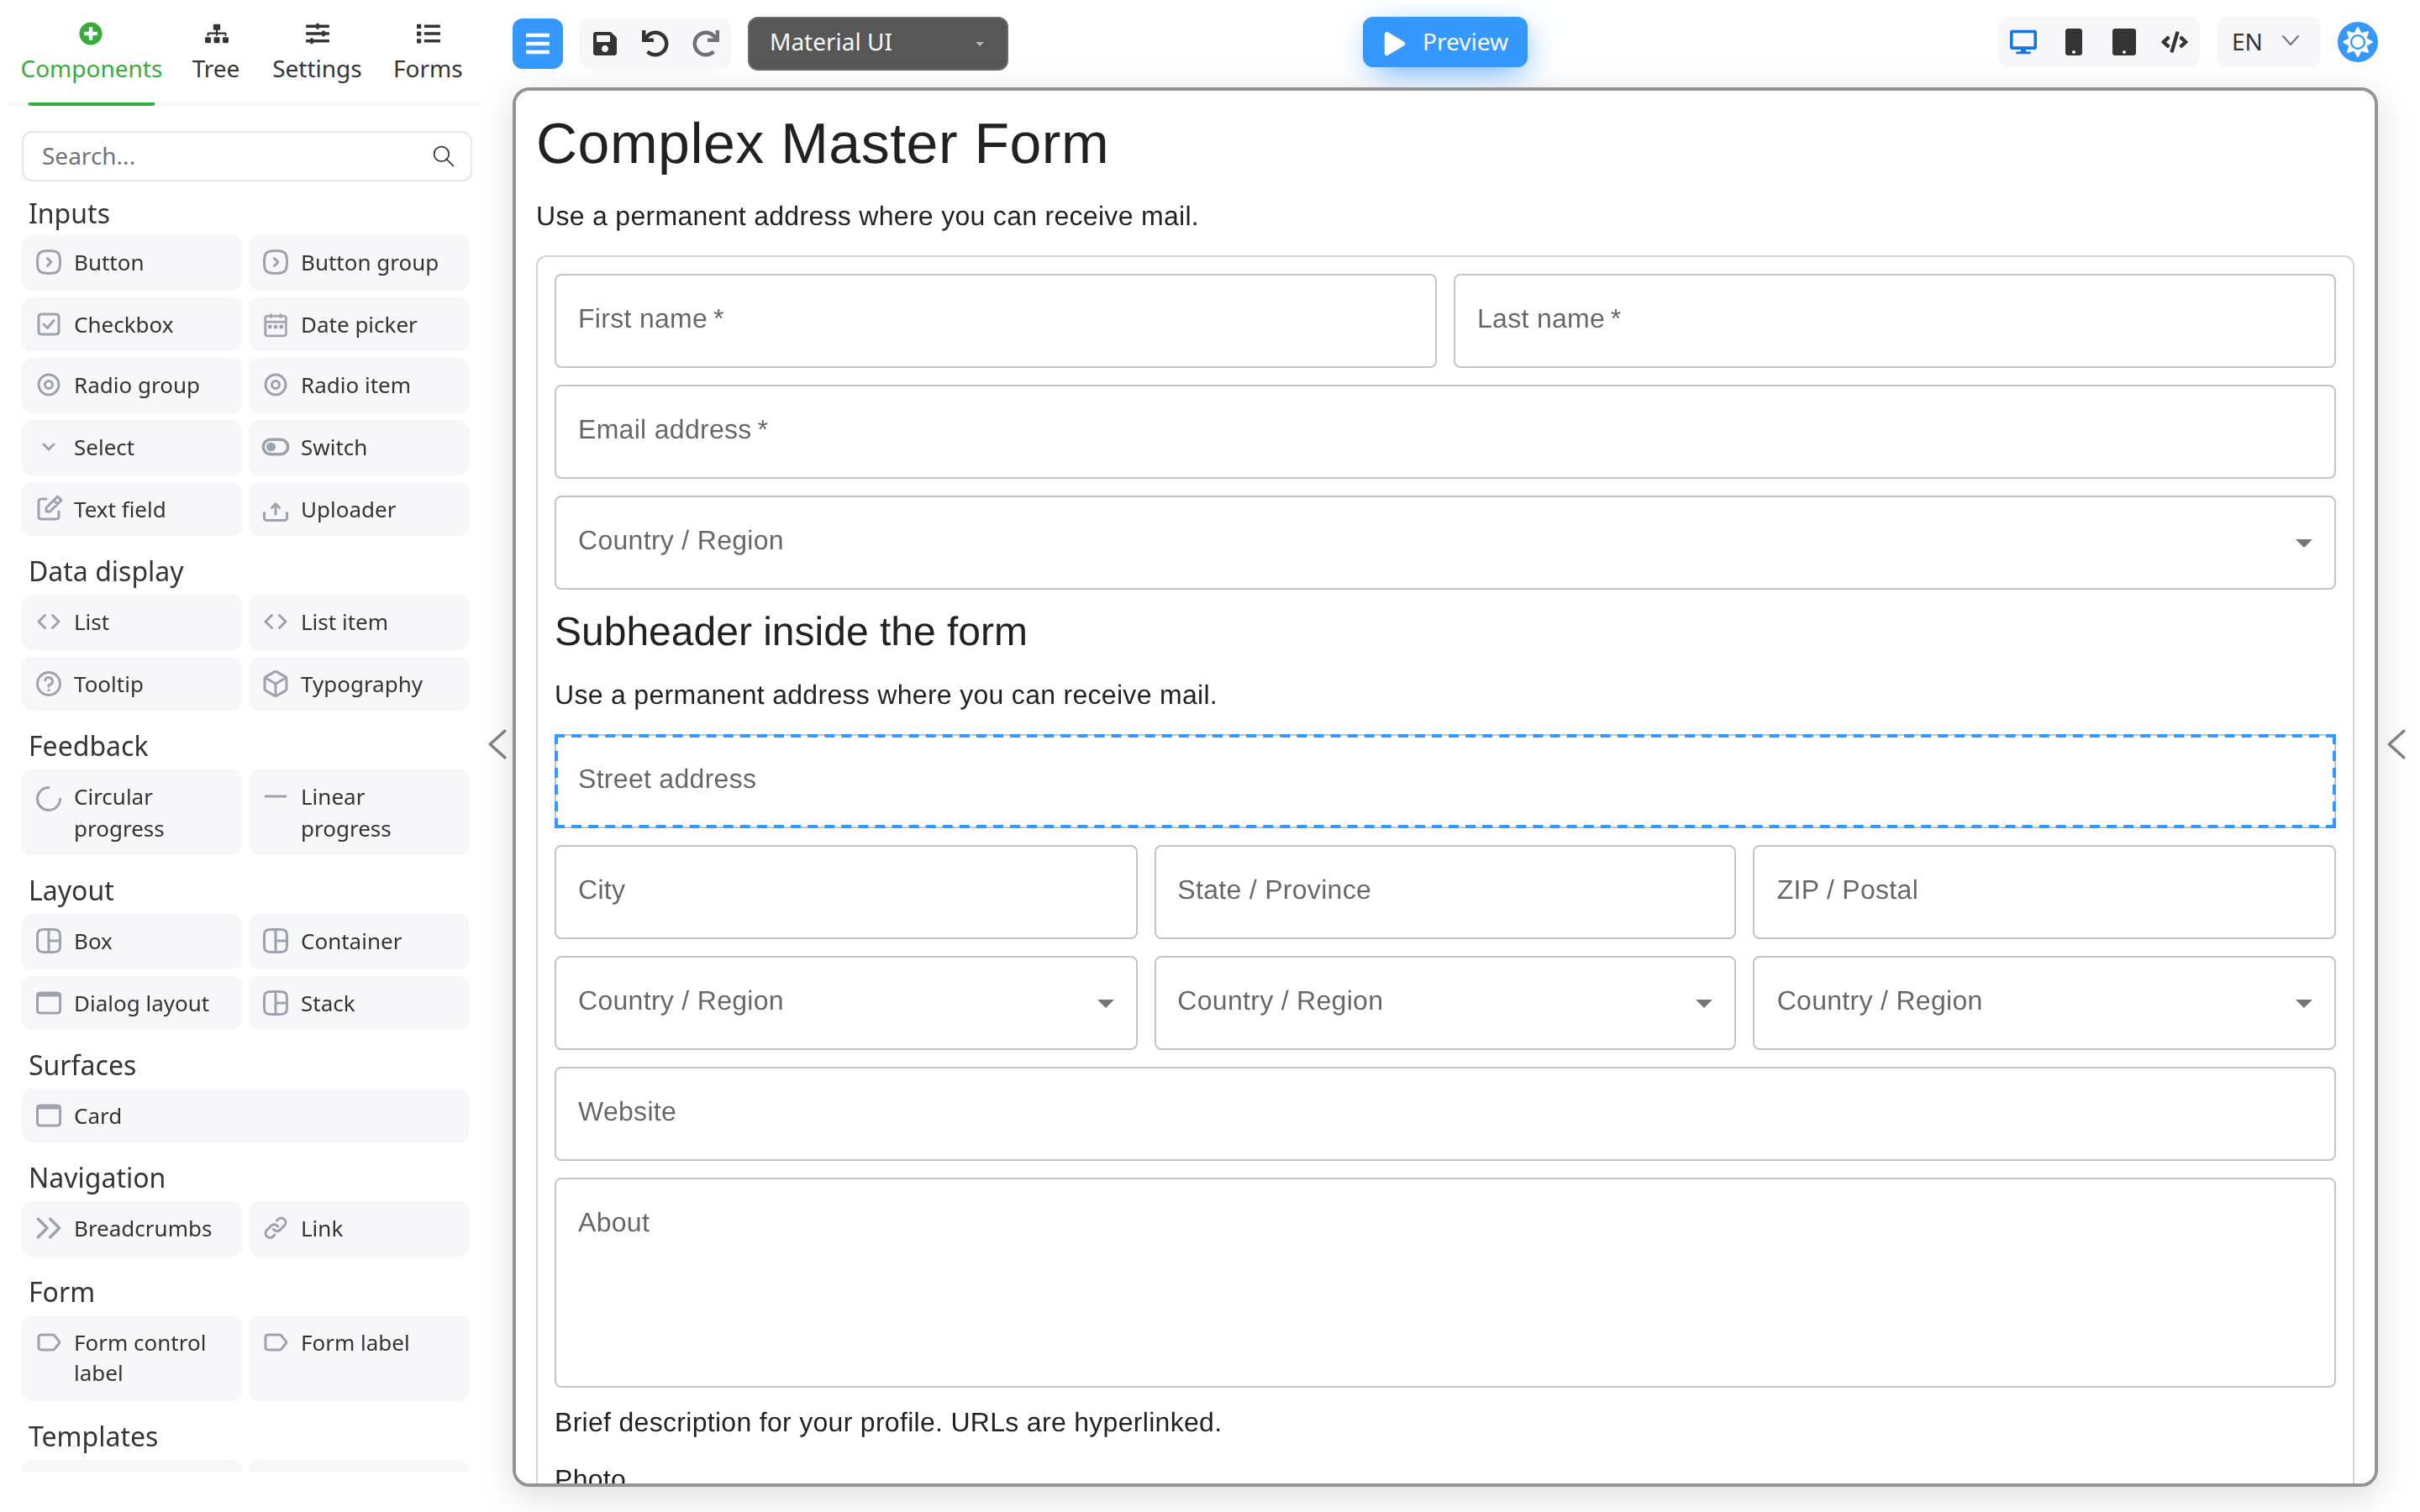 Components
Tree
Settings
Forms
Material UI
Preview
EN
Search...
Inputs
Button
Button group
Checkbox
Date picker
Radio group
Radio item
Select
Switch
Text field
Uploader
Data display
List
List item
Tooltip
Typography
Feedback
Circular
progress
Linear
progress
Layout
Box
Container
Dialog layout
Stack
Surfaces
Card
Navigation
Breadcrumbs
Link
Form
Form control
label
Form label
Templates
Complex Master Form
Use a permanent address where you can receive mail.
First name *
Last name *
Email address *
Country / Region
Subheader inside the form
Use a permanent address where you can receive mail.
Street address
City
State / Province
ZIP / Postal
Country / Region
Country / Region
Country / Region
Website
About
Brief description for your profile. URLs are hyperlinked.
Photo